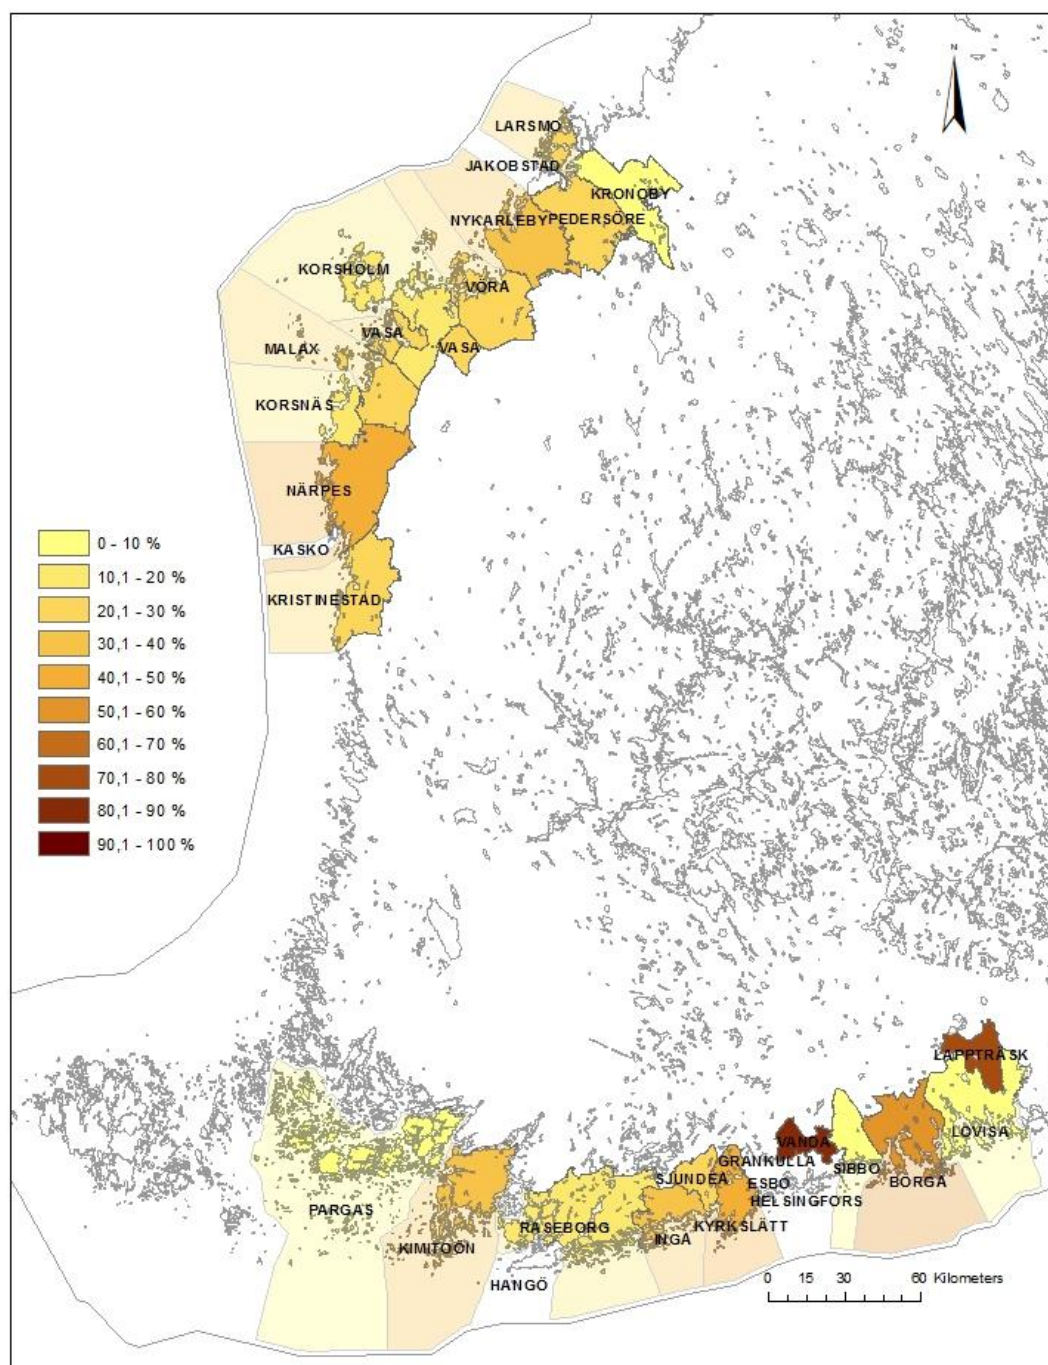 N
LARSMO
JAKOBSTAD
KRONOBY
NYKARLEBY
PEDERSÖRE
KORSHOLM
VÖRA
VASA
VASA
MALAX
KORSNÄS
NÄRPES
KASKÖ
KRISTINESTAD
0 - 10 %
10,1 - 20 %
20,1 - 30 %
30,1 - 40 %
40,1 - 50 %
50,1 - 60 %
60,1 - 70 %
70,1 - 80 %
80,1 - 90 %
90,1 - 100 %
LAPPTRÄSK
LOVISA
VANDA
SIBBO
BORGÅ
GRANKULLA
ESBO
HELSINGFORS
SJUNDEÅ
KYRKSLÄTT
INGÅ
RASEBORG
PARGAS
KIMITOÖN
HANGÖ
0 15 30 60 Kilometers